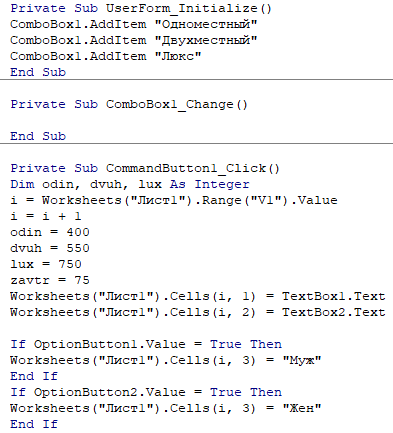 Private Sub UserForm_Initialize()
ComboBox1.AddItem "Одноместный"
ComboBox1.AddItem "Двухместный"
ComboBox1.AddItem "Люкс"
End Sub
Private Sub ComboBox1_Change()
End Sub
Private Sub CommandButton1_Click()
Dim odin, dvuh, lux As Integer
i = Worksheets("Лист1").Range("V1").Value
i = i + 1
odin = 400
dvuh = 550
lux = 750
zavtr = 75
Worksheets("Лист1").Cells(i, 1) = TextBox1.Text
Worksheets("Лист1").Cells(i, 2) = TextBox2.Text
If OptionButton1.Value = True Then
Worksheets("Лист1").Cells(i, 3) = "Муж"
End If
If OptionButton2.Value = True Then
Worksheets("Лист1").Cells(i, 3) = "Жен"
End If